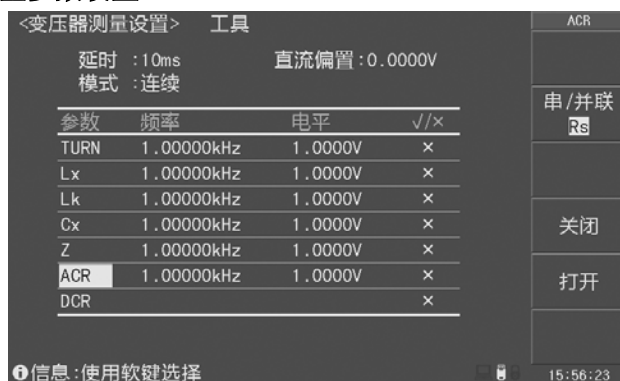 <变压器测量设置> 工具
ACR
延时 :10ms 直流偏置:0.0000V
模式 :连续
串/并联
Rs
参数 频率 电平 √/×
TURN 1.00000kHz 1.0000V ×
Lx 1.00000kHz 1.0000V ×
Lk 1.00000kHz 1.0000V ×
Cx 1.00000kHz 1.0000V ×
关闭
Z 1.00000kHz 1.0000V ×
ACR 1.00000kHz 1.0000V ×
打开
DCR ×
信息:使用软键选择
15:56:23